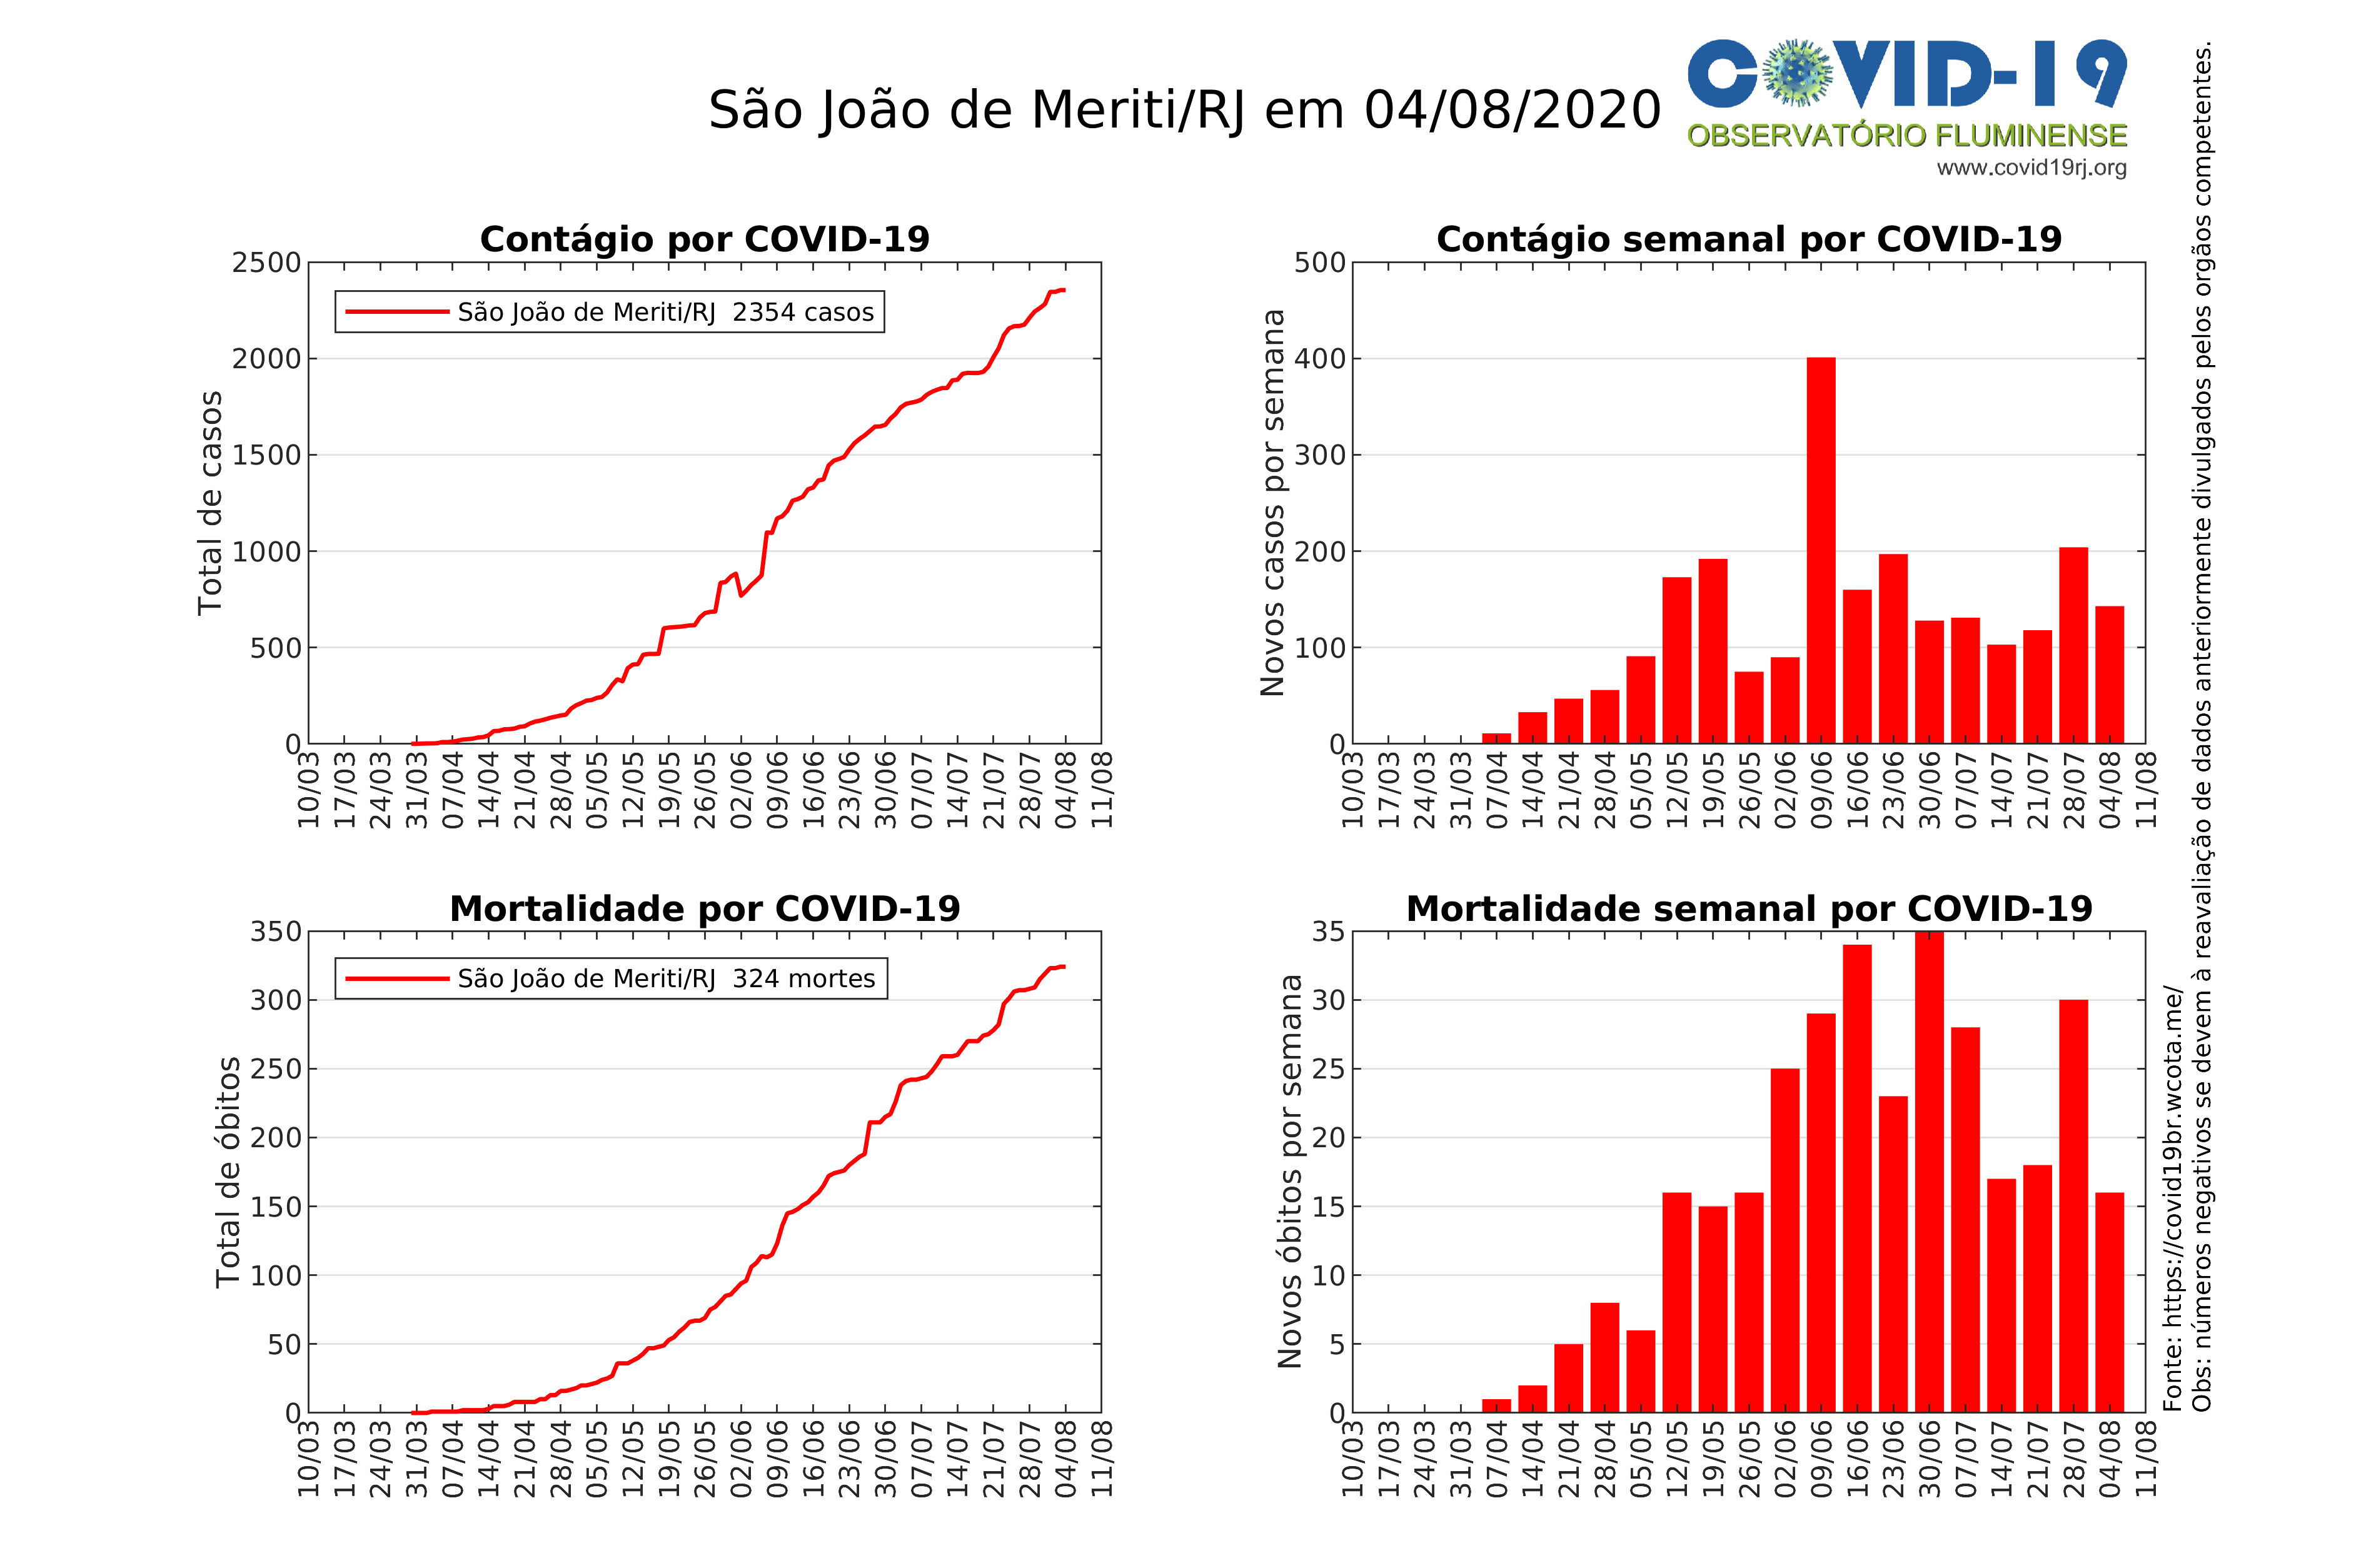 São João de Meriti/RJ em 04/08/2020
COVID-19
OBSERVATÓRIO FLUMINENSE
www.covid19rj.org
Contágio por COVID-19
Total de casos
2500
2000
1500
1000
500
0
São João de Meriti/RJ  2354 casos
10/03 17/03 24/03 31/03 07/04 14/04 21/04 28/04 05/05 12/05 19/05 26/05 02/06 09/06 16/06 23/06 30/06 07/07 14/07 21/07 28/07 04/08 11/08
Contágio semanal por COVID-19
Novos casos por semana
500
400
300
200
100
0
10/03 17/03 24/03 31/03 07/04 14/04 21/04 28/04 05/05 12/05 19/05 26/05 02/06 09/06 16/06 23/06 30/06 07/07 14/07 21/07 28/07 04/08 11/08
Mortalidade por COVID-19
Total de óbitos
350
300
250
200
150
100
50
0
São João de Meriti/RJ  324 mortes
10/03 17/03 24/03 31/03 07/04 14/04 21/04 28/04 05/05 12/05 19/05 26/05 02/06 09/06 16/06 23/06 30/06 07/07 14/07 21/07 28/07 04/08 11/08
Mortalidade semanal por COVID-19
Novos óbitos por semana
35
30
25
20
15
10
5
0
10/03 17/03 24/03 31/03 07/04 14/04 21/04 28/04 05/05 12/05 19/05 26/05 02/06 09/06 16/06 23/06 30/06 07/07 14/07 21/07 28/07 04/08 11/08
Fonte: https://covid19br.wcota.me/
Obs: números negativos se devem à reavaliação de dados anteriormente divulgados pelos orgãos competentes.